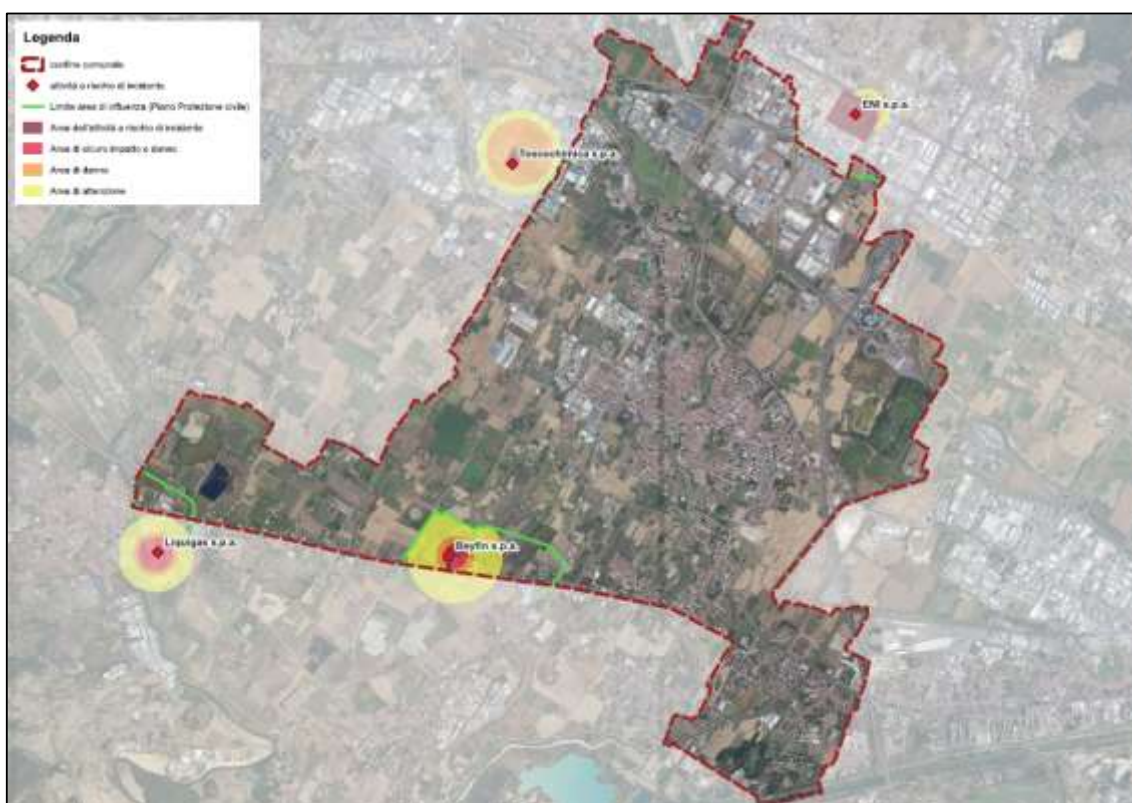 Legenda
confine comunale
attività a rischio di incidente
Limite area di influenza (Piano Protezione civile)
Area dell'attività a rischio di incidente
Area di sicuro impatto e danno
Area di danno
Area di attenzione
ENI s.p.a.
Toscochimica s.p.a.
Liquigas s.p.a.
Beyfin s.p.a.